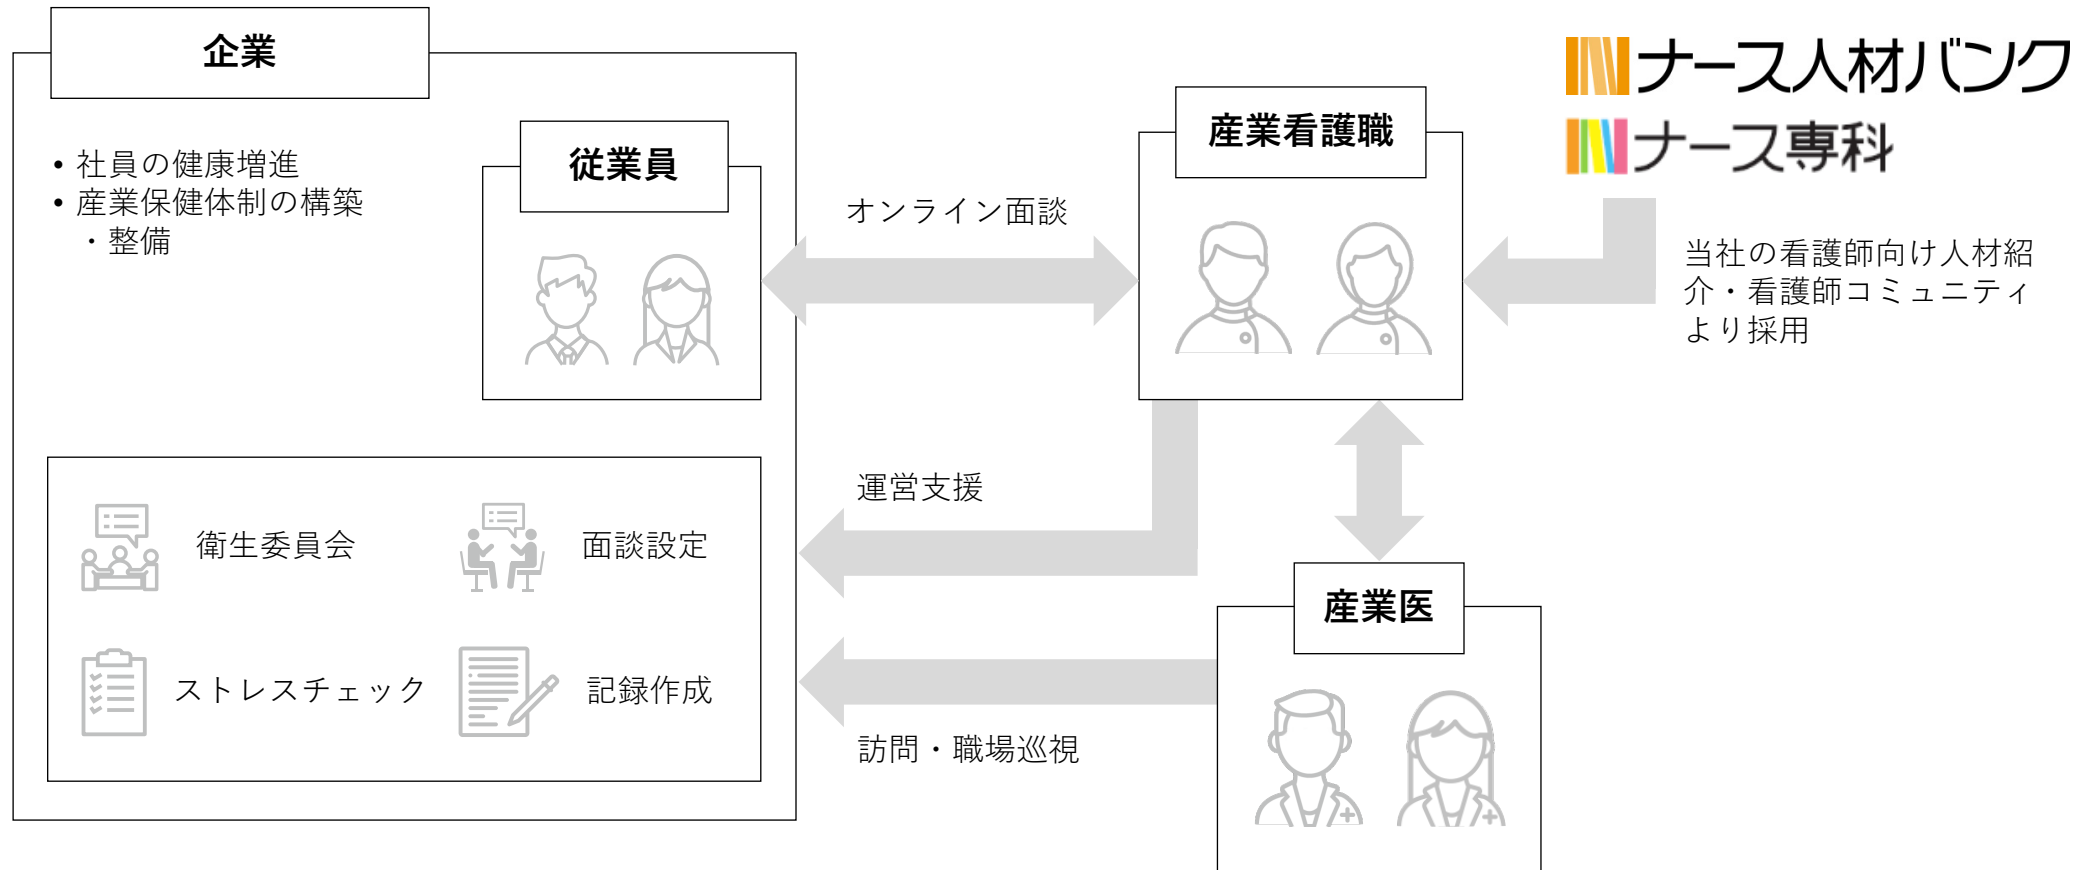 企業
• 社員の健康増進
• 産業保健体制の構築
・整備
従業員
オンライン面談
産業看護職
ナース人材バンク
ナース専科
当社の看護師向け人材紹
介・看護師コミュニティ
より採用
衛生委員会
面談設定
ストレスチェック
記録作成
運営支援
訪問・職場巡視
産業医